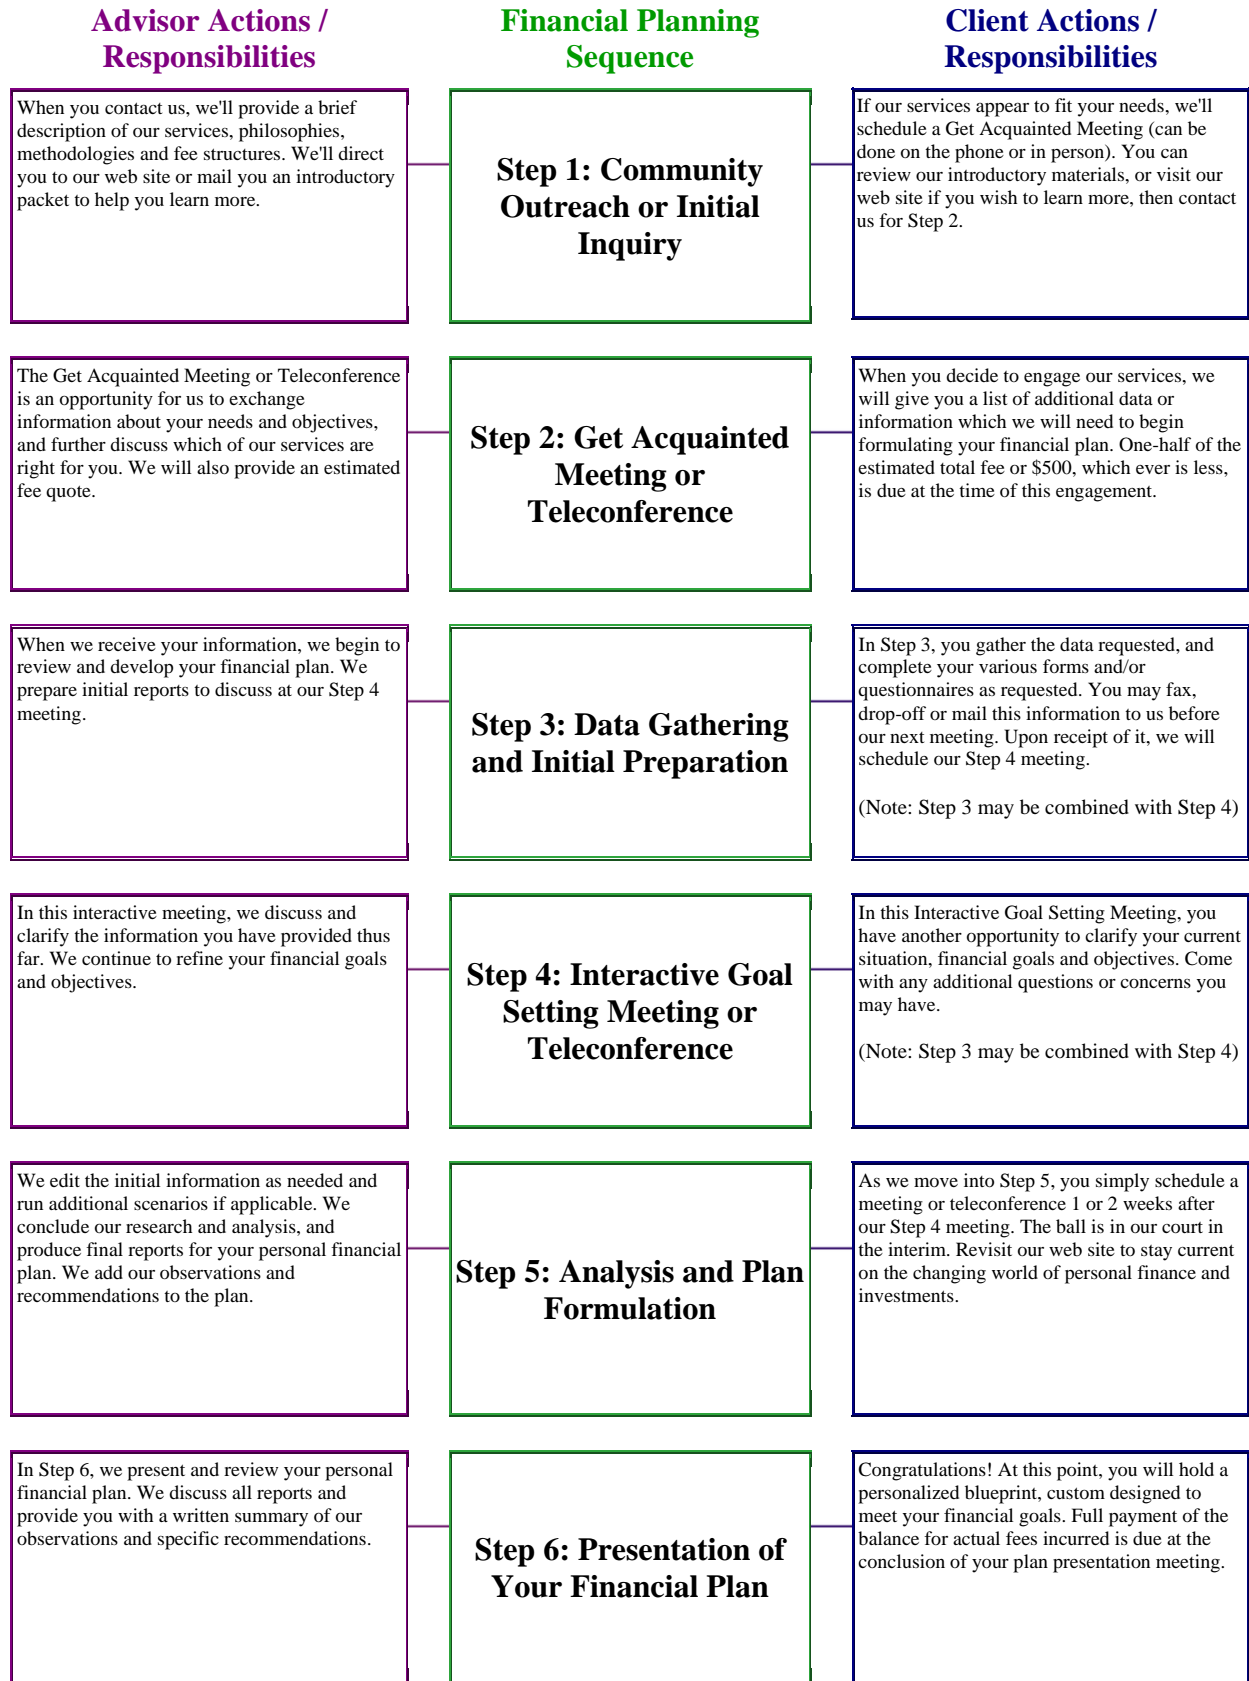 Advisor Actions /
Responsibilities
Financial Planning
Sequence
Client Actions /
Responsibilities
When you contact us, we'll provide a brief
description of our services, philosophies,
methodologies and fee structures. We'll direct
you to our web site or mail you an introductory
packet to help you learn more.
Step 1: Community
Outreach or Initial
Inquiry
If our services appear to fit your needs, we'll
schedule a Get Acquainted Meeting (can be
done on the phone or in person). You can
review our introductory materials, or visit our
web site if you wish to learn more, then contact
us for Step 2.
The Get Acquainted Meeting or Teleconference
is an opportunity for us to exchange
information about your needs and objectives,
and further discuss which of our services are
right for you. We will also provide an estimated
fee quote.
Step 2: Get Acquainted
Meeting or
Teleconference
When you decide to engage our services, we
will give you a list of additional data or
information which we will need to begin
formulating your financial plan. One-half of the
estimated total fee or $500, which ever is less,
is due at the time of this engagement.
When we receive your information, we begin to
review and develop your financial plan. We
prepare initial reports to discuss at our Step 4
meeting.
Step 3: Data Gathering
and Initial Preparation
In Step 3, you gather the data requested, and
complete your various forms and/or
questionnaires as requested. You may fax,
drop-off or mail this information to us before
our next meeting. Upon receipt of it, we will
schedule our Step 4 meeting.
(Note: Step 3 may be combined with Step 4)
In this interactive meeting, we discuss and
clarify the information you have provided thus
far. We continue to refine your financial goals
and objectives.
Step 4: Interactive Goal
Setting Meeting or
Teleconference
In this Interactive Goal Setting Meeting, you
have another opportunity to clarify your current
situation, financial goals and objectives. Come
with any additional questions or concerns you
may have.
(Note: Step 3 may be combined with Step 4)
We edit the initial information as needed and
run additional scenarios if applicable. We
conclude our research and analysis, and
produce final reports for your personal financial
plan. We add our observations and
recommendations to the plan.
Step 5: Analysis and Plan
Formulation
As we move into Step 5, you simply schedule a
meeting or teleconference 1 or 2 weeks after
our Step 4 meeting. The ball is in our court in
the interim. Revisit our web site to stay current
on the changing world of personal finance and
investments.
In Step 6, we present and review your personal
financial plan. We discuss all reports and
provide you with a written summary of our
observations and specific recommendations.
Step 6: Presentation of
Your Financial Plan
Congratulations! At this point, you will hold a
personalized blueprint, custom designed to
meet your financial goals. Full payment of the
balance for actual fees incurred is due at the
conclusion of your plan presentation meeting.